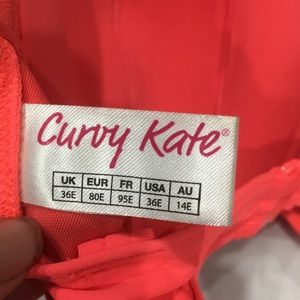 Curvy Kate®
UK EUR FR USA AU
36E 80E 95E 36E 14E